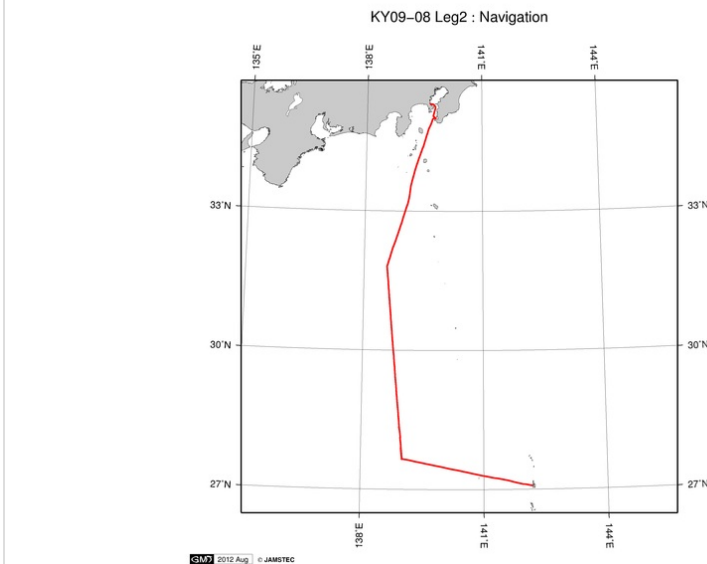 KY09−08 Leg2 : Navigation
135˚E 138˚E 141˚E 144˚E
33˚N 33˚N
30˚N 30˚N
27˚N 27˚N
138˚E 141˚E 144˚E
GMD 2012 Aug © JAMSTEC